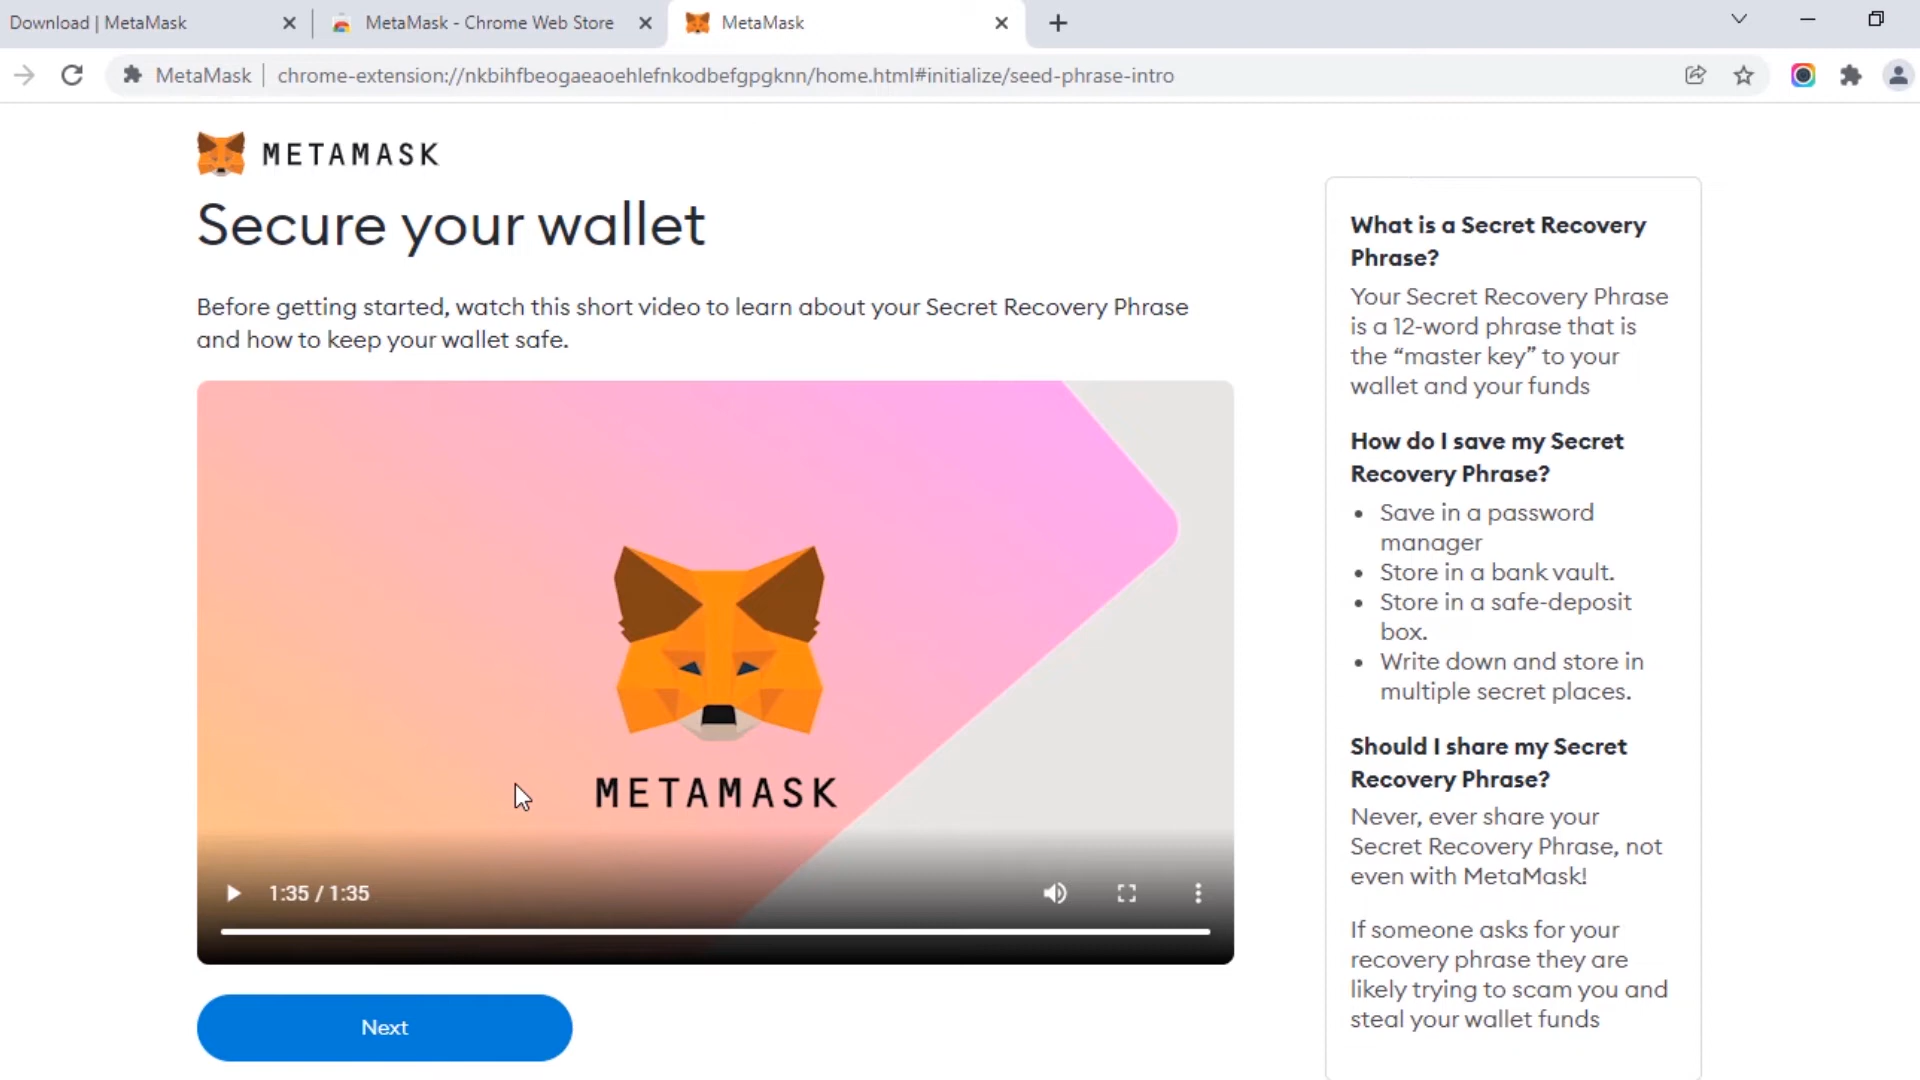 Download | MetaMask
MetaMask - Chrome Web Store
MetaMask
MetaMask
chrome-extension://nkbihfbeogaeaoehlefnkodbefgpgknn/home.html#initialize/seed-phrase-intro
METAMASK
Secure your wallet
Before getting started, watch this short video to learn about your Secret Recovery Phrase
and how to keep your wallet safe.
METAMASK
1:35 / 1:35
Next
What is a Secret Recovery
Phrase?
Your Secret Recovery Phrase
is a 12-word phrase that is
the “master key” to your
wallet and your funds
How do I save my Secret
Recovery Phrase?
• Save in a password
manager
• Store in a bank vault.
• Store in a safe-deposit
box.
• Write down and store in
multiple secret places.
Should I share my Secret
Recovery Phrase?
Never, ever share your
Secret Recovery Phrase, not
even with MetaMask!
If someone asks for your
recovery phrase they are
likely trying to scam you and
steal your wallet funds